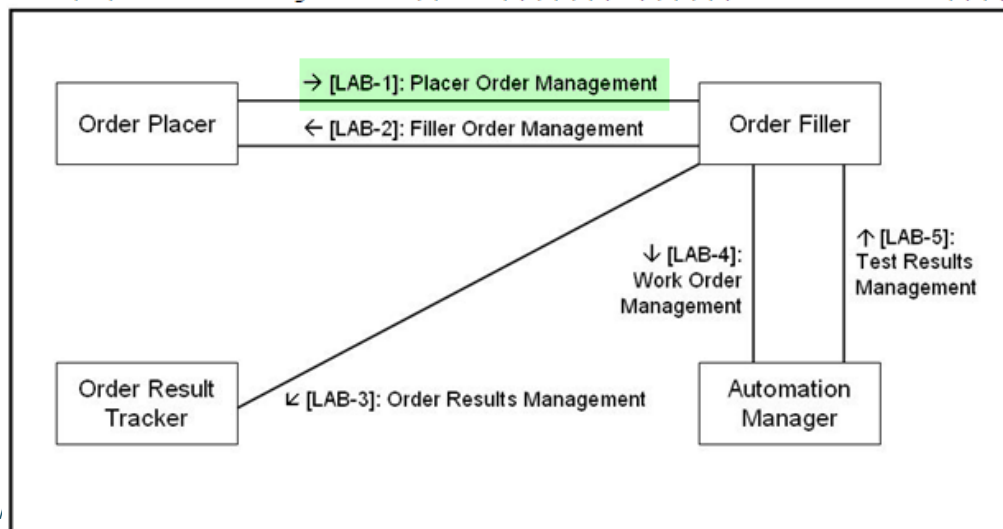 → [LAB-1]: Placer Order Management
Order Placer
← [LAB-2]: Filler Order Management
Order Filler
↓ [LAB-4]:
Work Order
Management
↑ [LAB-5]:
Test Results
Management
Order Result
Tracker
↙ [LAB-3]: Order Results Management
Automation
Manager